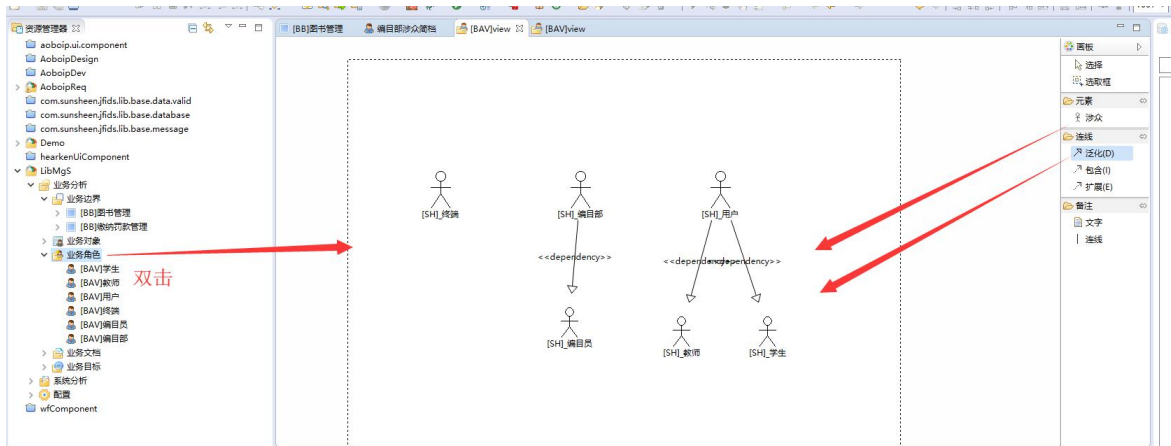 资源管理器
[BB]图书管理
编目部涉众简档
[BAV]view
[BAV]view
aoboip.ui.component
AoboipDesign
AoboipDev
AoboipReq
com.sunsheen.jfids.lib.base.data.valid
com.sunsheen.jfids.lib.base.database
com.sunsheen.jfids.lib.base.message
Demo
hearkenUiComponent
LibMgS
业务分析
业务边界
[BB]图书管理
[BB]缴纳罚款管理
业务对象
业务角色
[BAV]学生
[BAV]教师
[BAV]用户
[BAV]终端
[BAV]编目员
[BAV]编目部
业务文档
业务目标
系统分析
配置
wfComponent
双击
[SH]_终端
[SH]_编目部
[SH]_用户
<<dependency>>
[SH]_编目员
[SH]_教师
[SH]_学生
画板
选择
选取框
元素
涉众
连线
泛化(D)
包含(I)
扩展(E)
备注
文字
连线